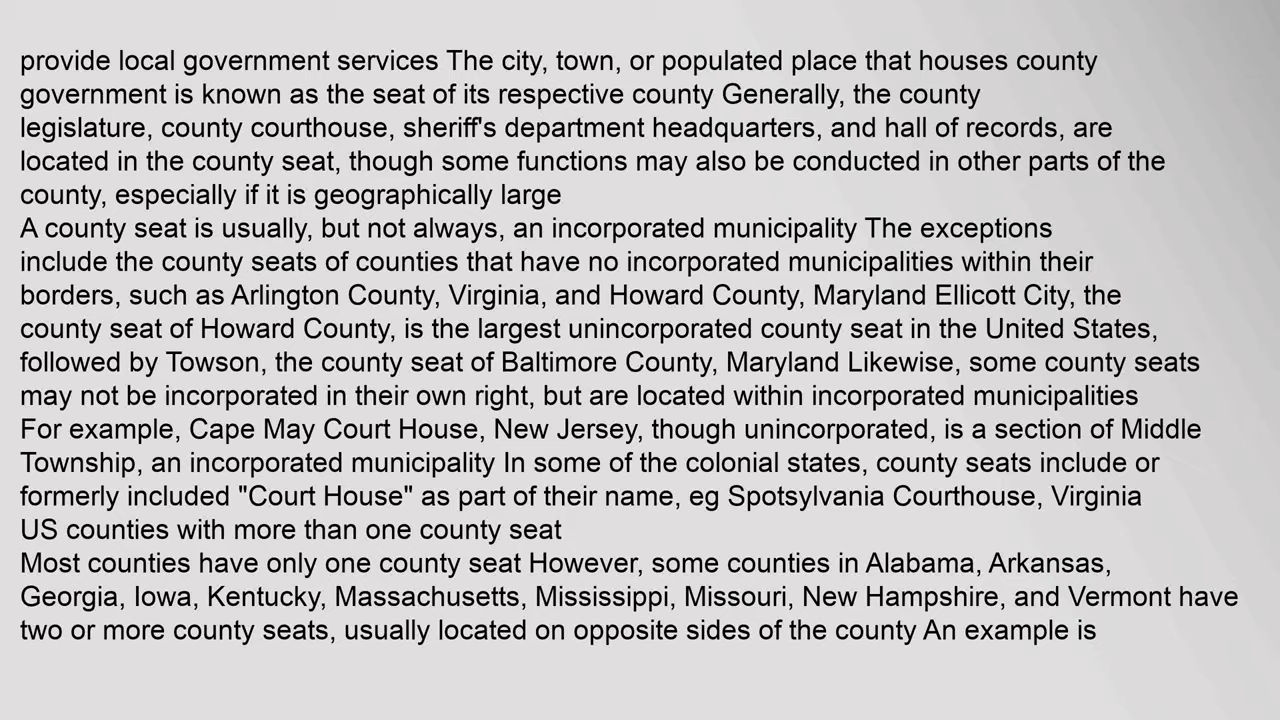 provide local government services The city, town, or populated place that houses county
government is known as the seat of its respective county Generally, the county
legislature, county courthouse, sheriff's department headquarters, and hall of records, are
located in the county seat, though some functions may also be conducted in other parts of the
county, especially if it is geographically large
A county seat is usually, but not always, an incorporated municipality The exceptions
include the county seats of counties that have no incorporated municipalities within their
borders, such as Arlington County, Virginia, and Howard County, Maryland Ellicott City, the
county seat of Howard County, is the largest unincorporated county seat in the United States,
followed by Towson, the county seat of Baltimore County, Maryland Likewise, some county seats
may not be incorporated in their own right, but are located within incorporated municipalities
For example, Cape May Court House, New Jersey, though unincorporated, is a section of Middle
Township, an incorporated municipality In some of the colonial states, county seats include or
formerly included "Court House" as part of their name, eg Spotsylvania Courthouse, Virginia
US counties with more than one county seat
Most counties have only one county seat However, some counties in Alabama, Arkansas,
Georgia, Iowa, Kentucky, Massachusetts, Mississippi, Missouri, New Hampshire, and Vermont have
two or more county seats, usually located on opposite sides of the county An example is